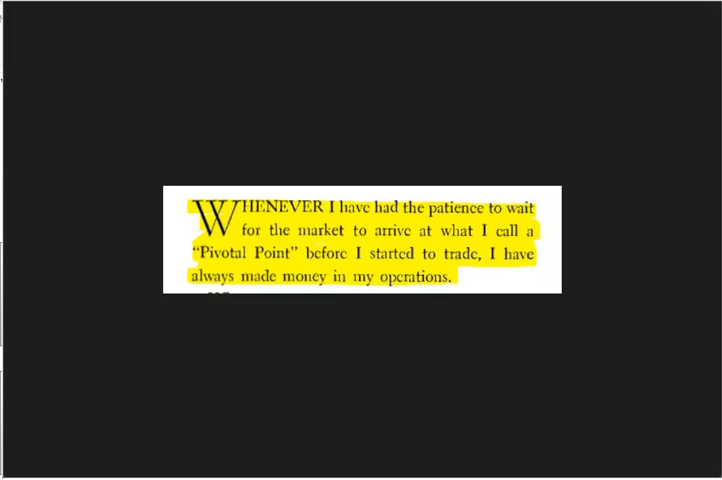 WHENEVER I have had the patience to wait
for the market to arrive at what I call a
“Pivotal Point” before I started to trade, I have
always made money in my operations.